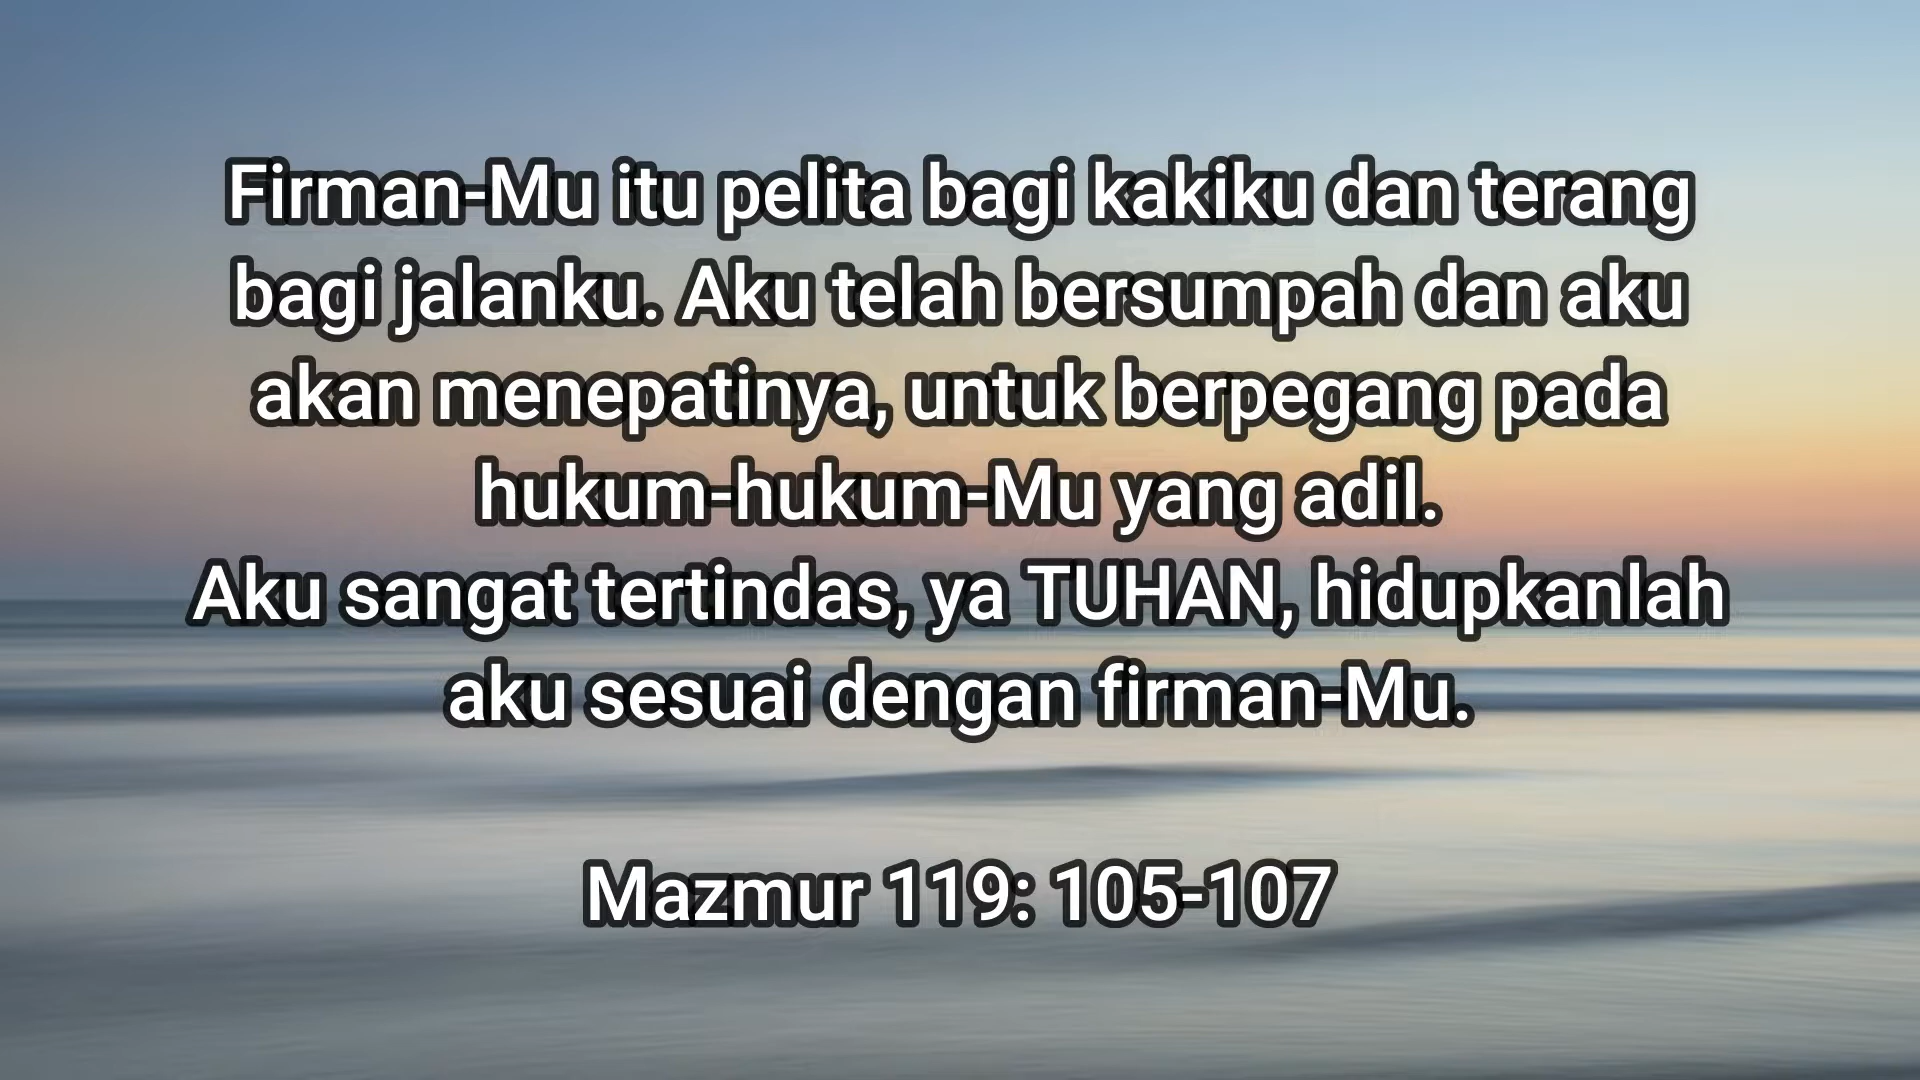 Firman-Mu itu pelita bagi kakiku dan terang
bagi jalanku. Aku telah bersumpah dan aku
akan menepatinya, untuk berpegang pada
hukum-hukum-Mu yang adil.
Aku sangat tertindas, ya TUHAN, hidupkanlah
aku sesuai dengan firman-Mu.
Mazmur 119: 105-107